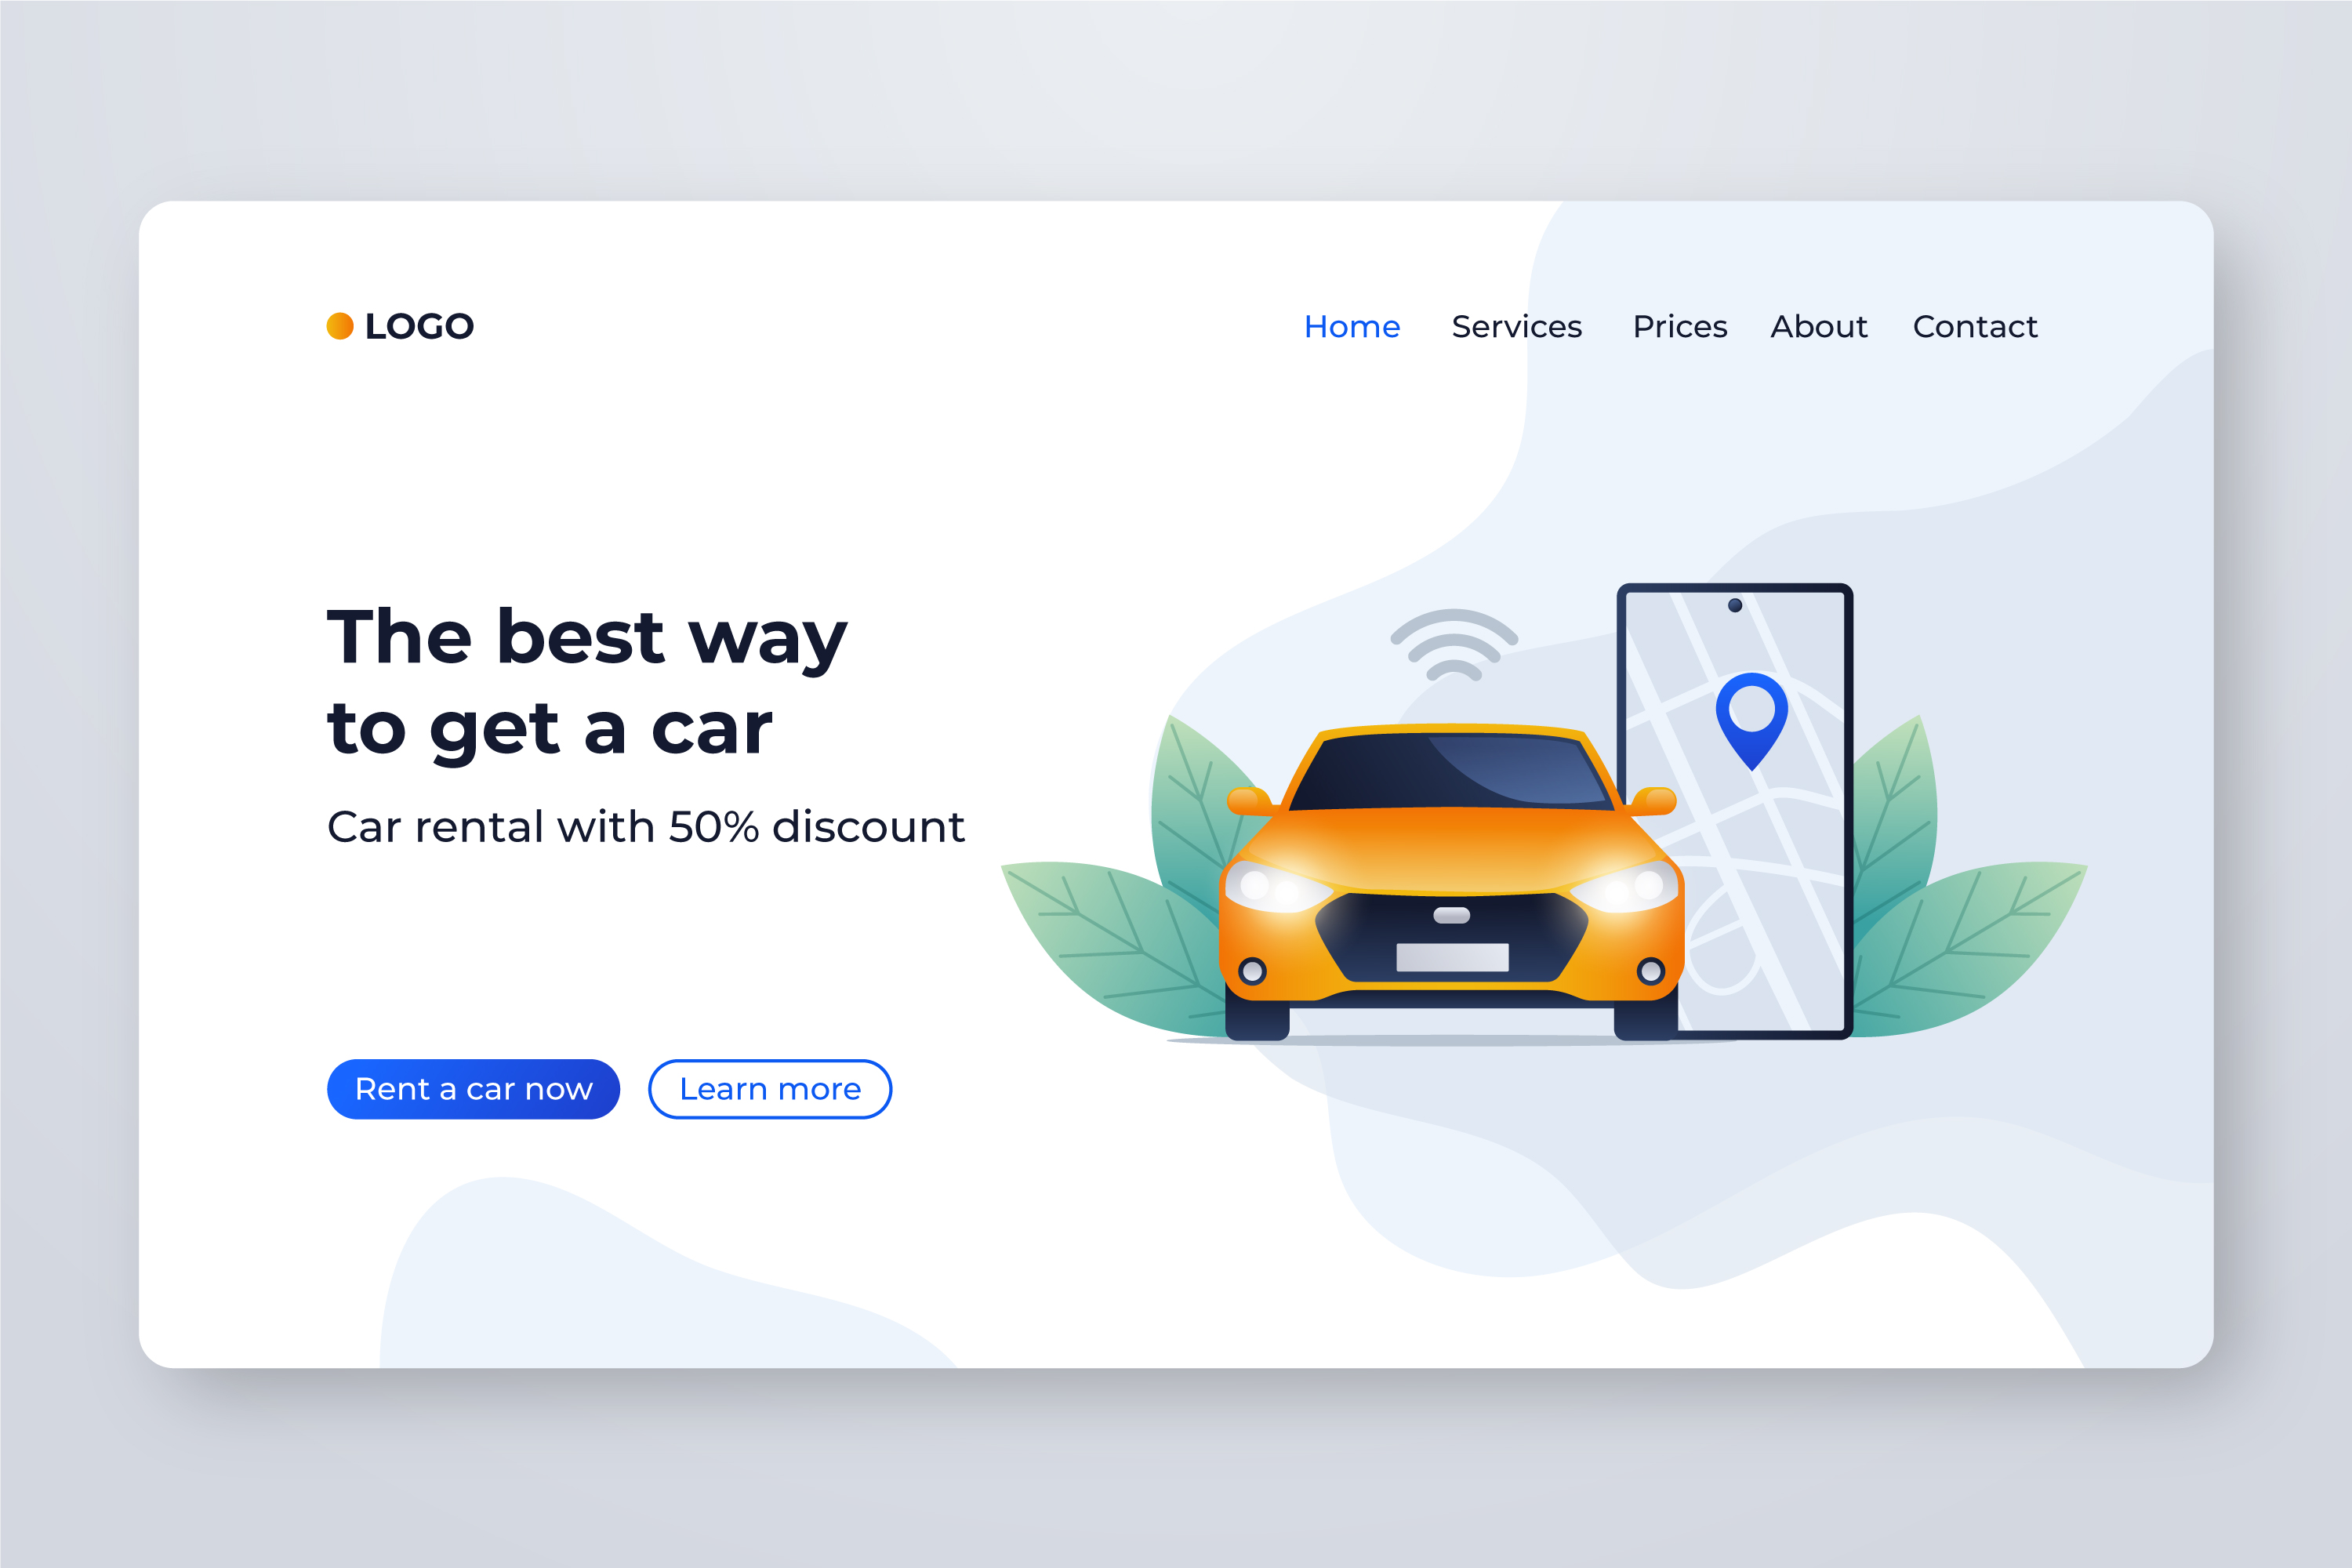 LOGO
Home Services Prices About Contact
The best way
to get a car
Car rental with 50% discount
Rent a car now
Learn more